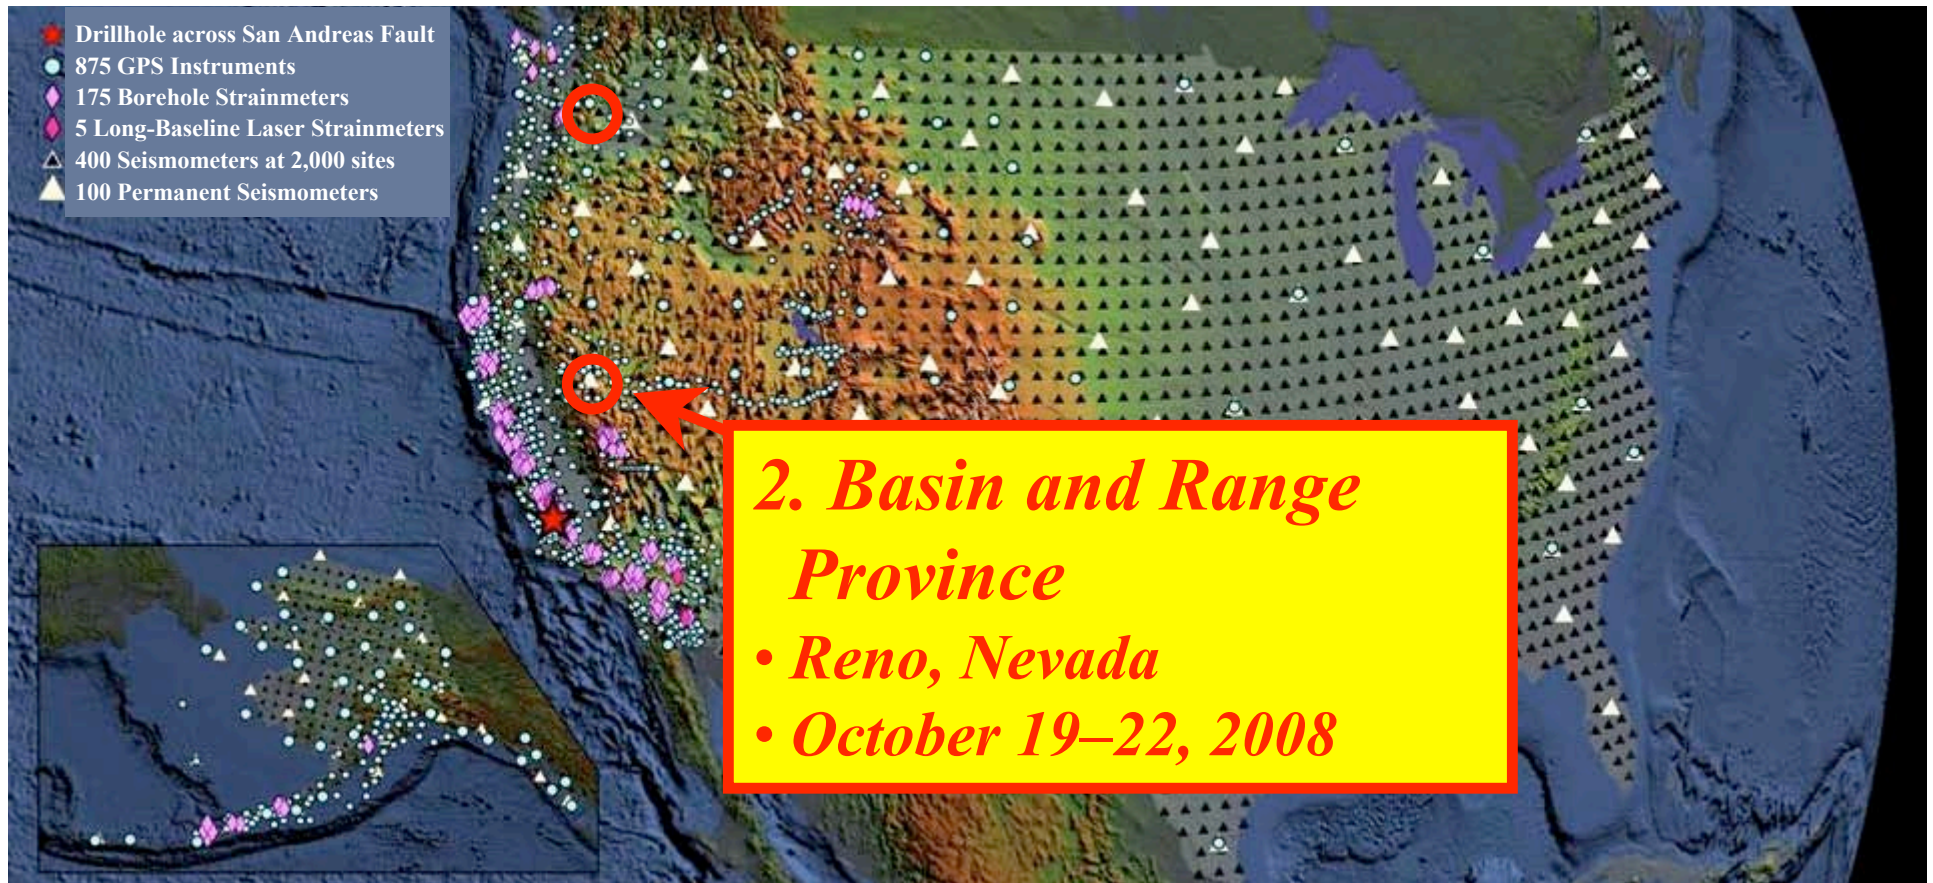 Drillhole across San Andreas Fault
875 GPS Instruments
175 Borehole Strainmeters
5 Long-Baseline Laser Strainmeters
400 Seismometers at 2,000 sites
100 Permanent Seismometers
2. Basin and Range
Province
• Reno, Nevada
• October 19–22, 2008